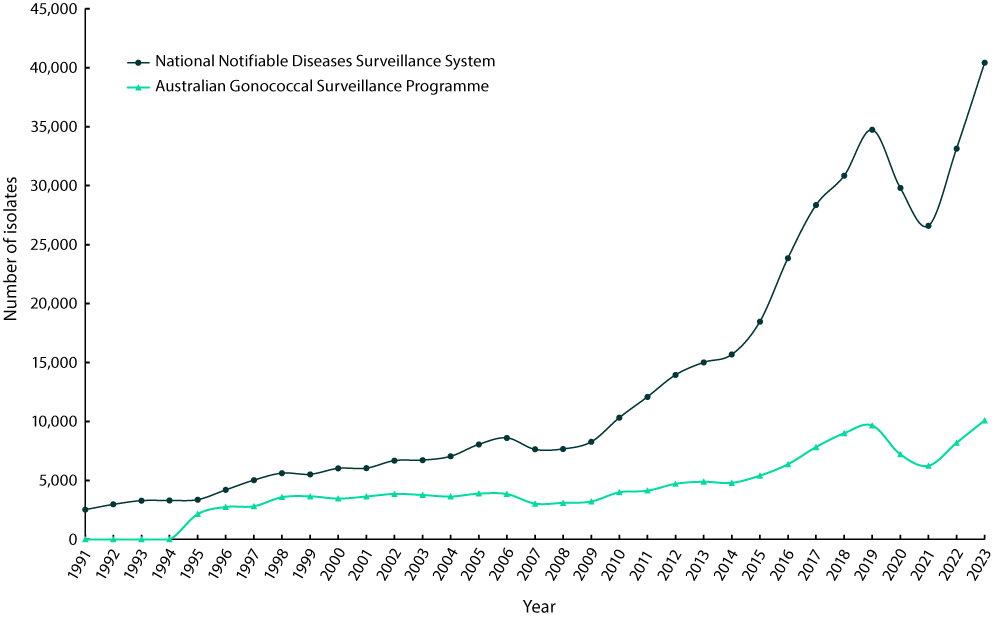 45,000
40,000
35,000
30,000
25,000
20,000
15,000
10,000
5,000
0
Number of isolates
National Notifiable Diseases Surveillance System
Australian Gonococcal Surveillance Programme
1991 1992 1993 1994 1995 1996 1997 1998 1999 2000 2001 2002 2003 2004 2005 2006 2007 2008 2009 2010 2011 2012 2013 2014 2015 2016 2017 2018 2019 2020 2021 2022 2023
Year